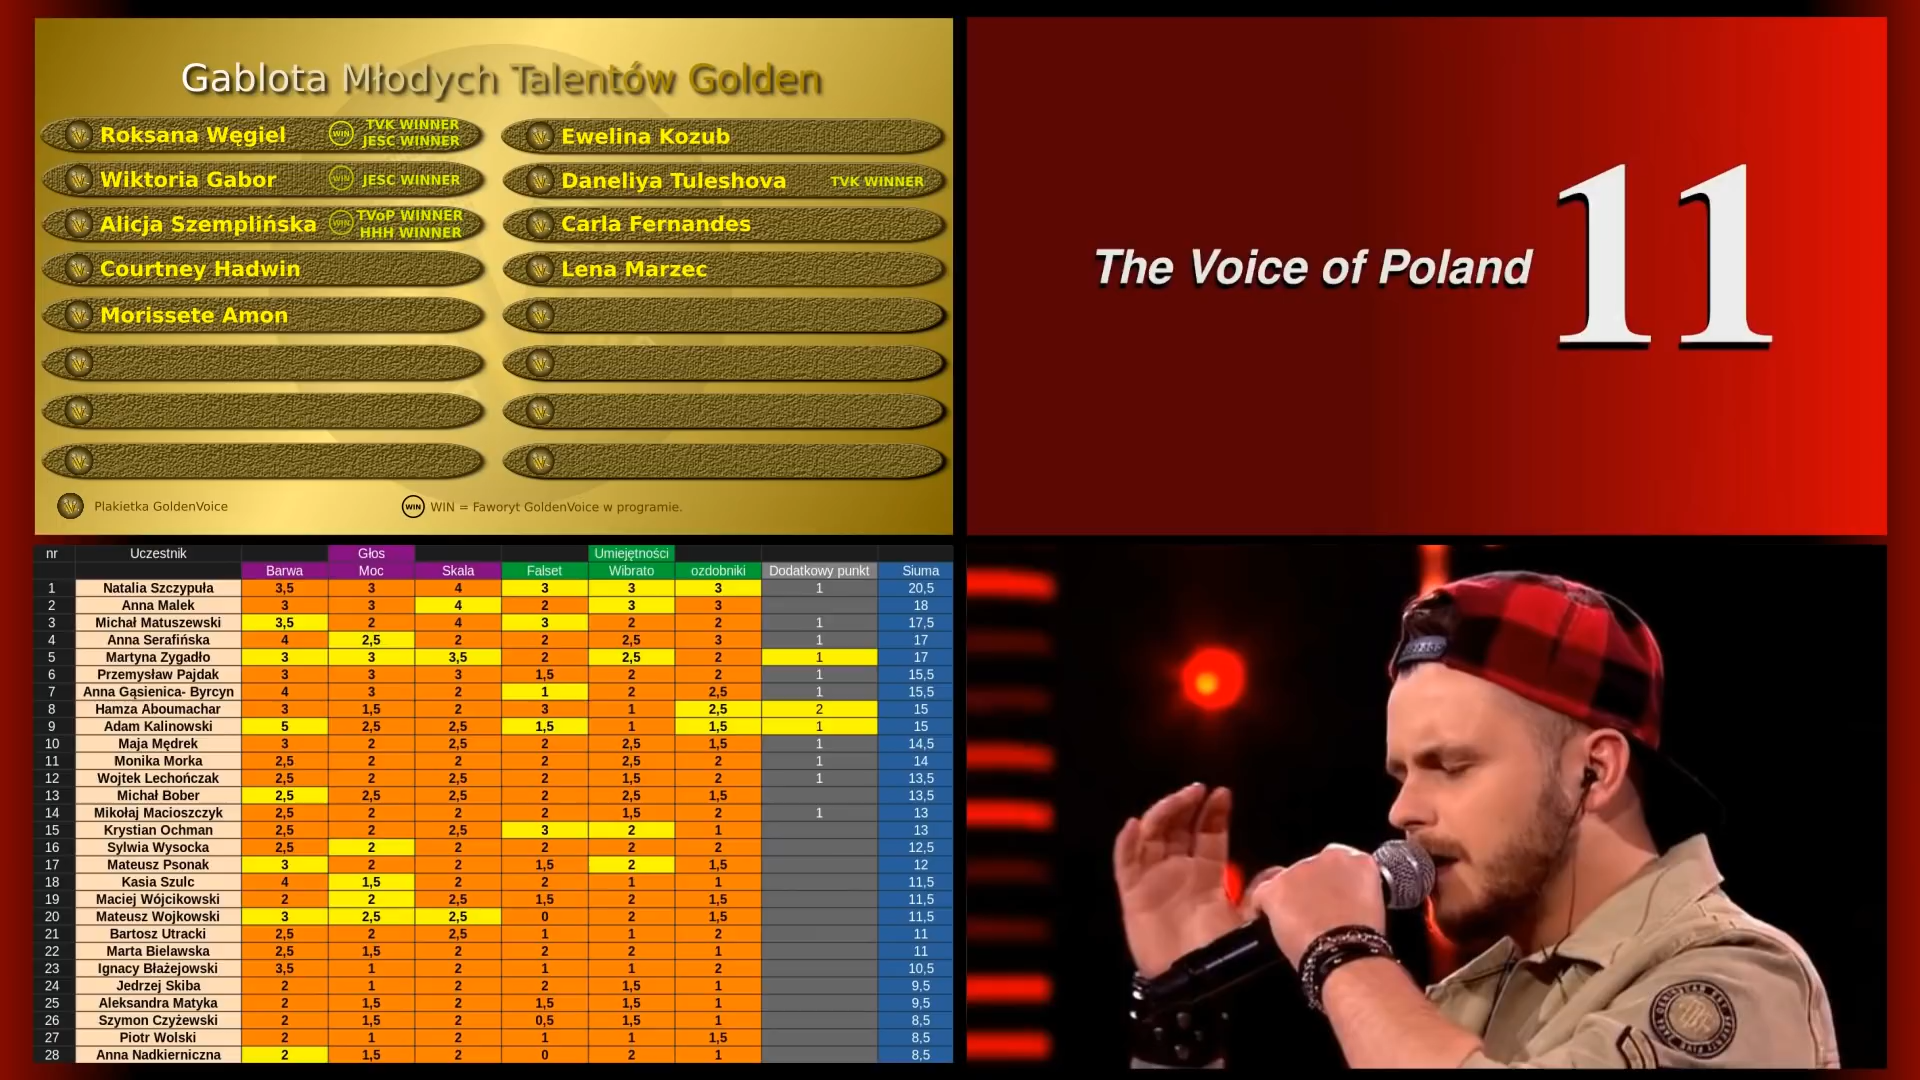 Gablota Młodych Talentów Golden
Roksana Węgiel WIN TVK WINNER JESC WINNER
Wiktoria Gabor WIN JESC WINNER
Alicja Szemplińska WIN TVoP WINNER HHH WINNER
Courtney Hadwin
Morissete Amon
Ewelina Kozub
Daneliya Tuleshova TVK WINNER
Carla Fernandes
Lena Marzec
Plakietka GoldenVoice
WIN WIN = Faworyt GoldenVoice w programie.
The Voice of Poland 11
nr Uczestnik Głos Umiejętności
Barwa Moc Skala Falset Wibrato ozdobniki Dodatkowy punkt Siuma
1 Natalia Szczypuła 3,5 3 4 3 3 3 1 20,5
2 Anna Malek 3 3 4 2 3 3 18
3 Michał Matuszewski 3,5 2 4 3 2 2 1 17,5
4 Anna Serafińska 4 2,5 2 2 2,5 3 1 17
5 Martyna Zygadło 3 3 3,5 2 2,5 2 1 17
6 Przemysław Pajdak 3 3 3 1,5 2 2 1 15,5
7 Anna Gąsienica- Byrcyn 4 3 2 1 2 2,5 1 15,5
8 Hamza Aboumachar 3 1,5 2 3 1 2,5 2 15
9 Adam Kalinowski 5 2,5 2,5 1,5 1 1,5 1 15
10 Maja Mędrek 3 2 2,5 2 2,5 1,5 1 14,5
11 Monika Morka 2,5 2 2 2 2,5 2 1 14
12 Wojtek Lechończak 2,5 2 2,5 2 1,5 2 1 13,5
13 Michał Bober 2,5 2,5 2,5 2 2,5 1,5 13,5
14 Mikołaj Macioszczyk 2,5 2 2 2 1,5 2 1 13
15 Krystian Ochman 2,5 2 2,5 3 2 1 13
16 Sylwia Wysocka 2,5 2 2 2 2 2 12,5
17 Mateusz Psonak 3 2 2 1,5 2 1,5 12
18 Kasia Szulc 4 1,5 2 2 1 1 11,5
19 Maciej Wójcikowski 2 2 2,5 1,5 2 1,5 11,5
20 Mateusz Wojkowski 3 2,5 2,5 0 2 1,5 11,5
21 Bartosz Utracki 2,5 2 2,5 1 1 2 11
22 Marta Bielawska 2 1,5 2 2 2 1 11
23 Ignacy Błażejowski 3,5 1 2 1 1 2 10,5
24 Jedrzej Skiba 2 1 2 2 1,5 1 9,5
25 Aleksandra Matyka 2 1,5 2 1,5 1,5 1 9,5
26 Szymon Czyżewski 2 1,5 2 0,5 1,5 1 8,5
27 Piotr Wolski 2 1 2 1 1 1,5 8,5
28 Anna Nadkierniczna 2 1,5 2 0 2 1 8,5